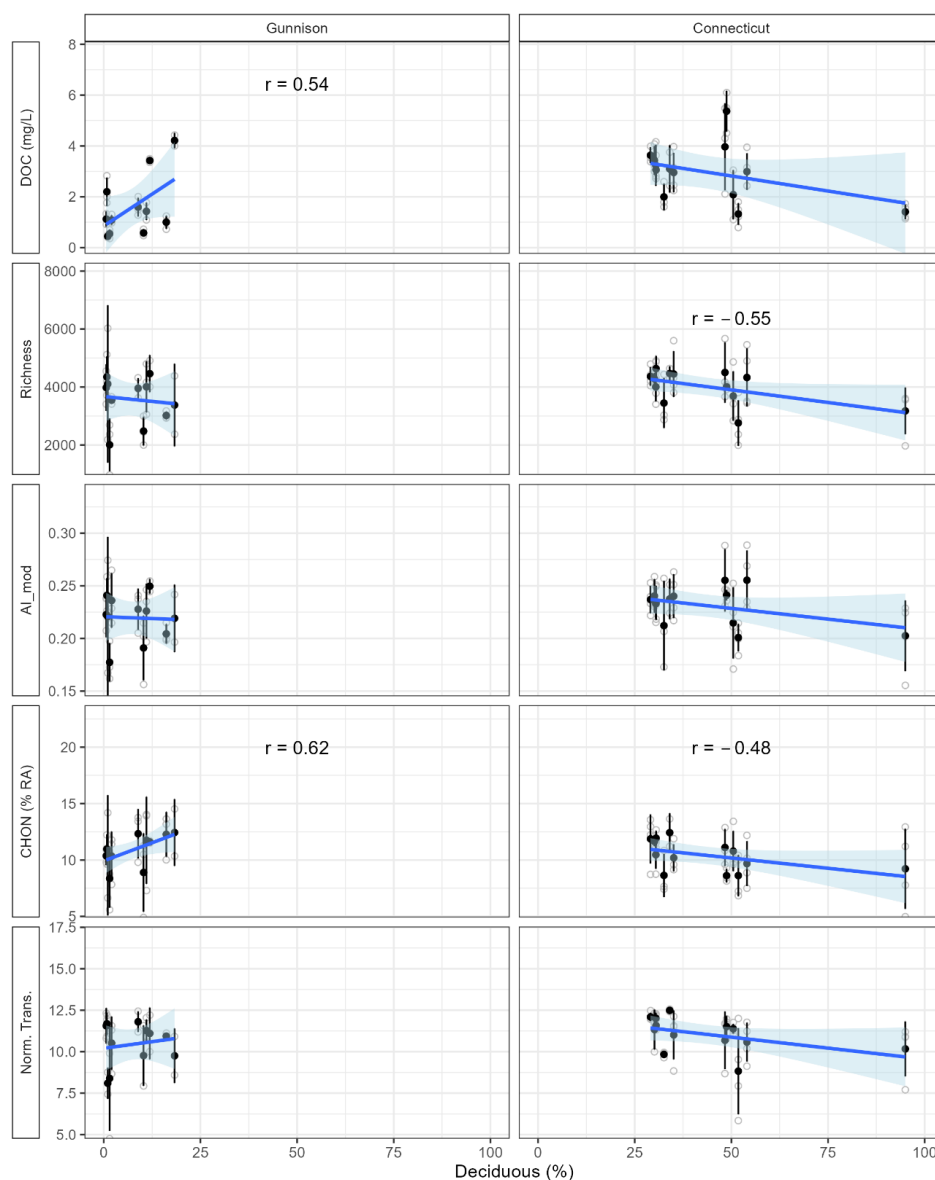 Gunnison
Connecticut
DOC (mg/L)
8
6
4
2
0
r = 0.54
Richness
8000
6000
4000
2000
r = −0.55
AI_mod
0.30
0.25
0.20
0.15
CHON (% RA)
20
15
10
5
r = 0.62
r = −0.48
Norm. Trans.
17.5
15.0
12.5
10.0
7.5
5.0
0 25 50 75 100
0 25 50 75 100
Deciduous (%)